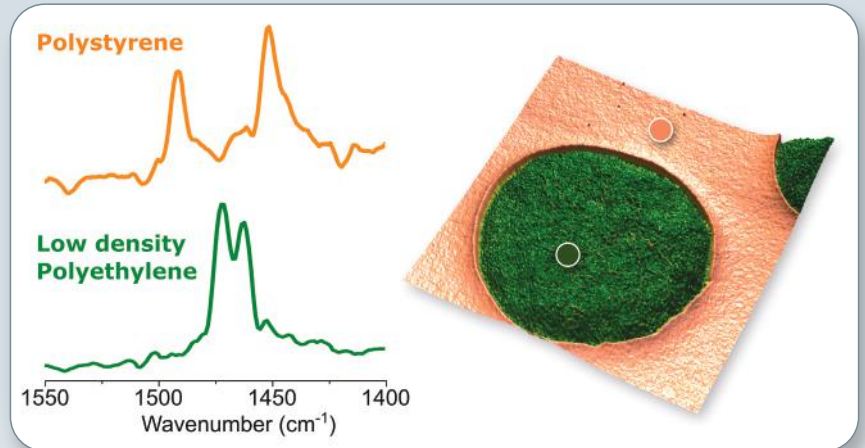 Polystyrene
Low density
Polyethylene
1550
1500
1450
1400
Wavenumber (cm⁻¹)